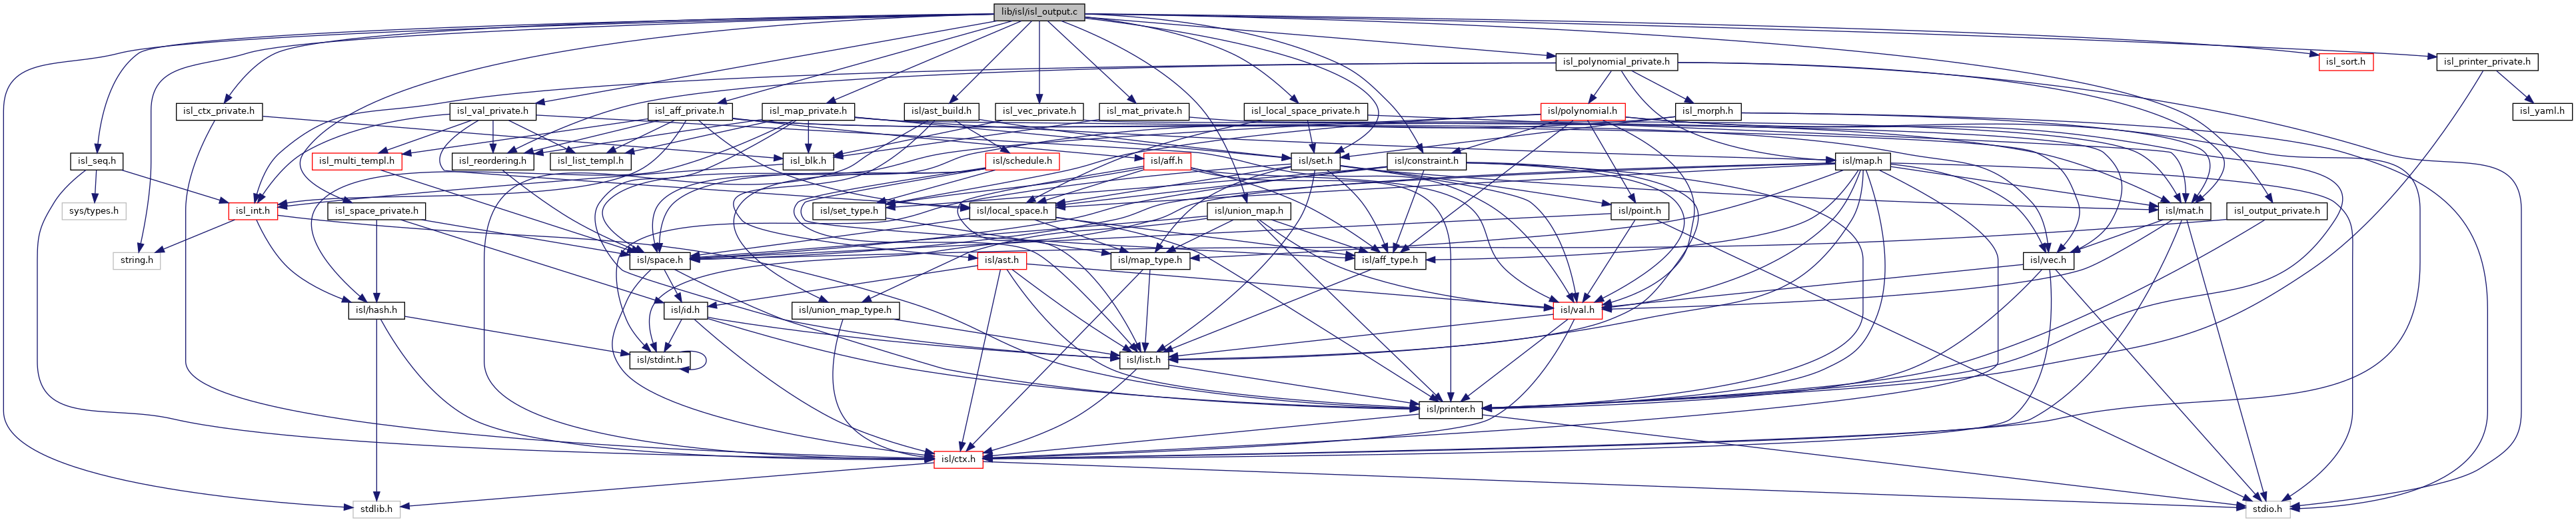 lib/isl/isl_output.c
isl_polynomial_private.h
isl_sort.h
isl_printer_private.h
isl_ctx_private.h
isl_val_private.h
isl_aff_private.h
isl_map_private.h
isl/ast_build.h
isl_vec_private.h
isl_mat_private.h
isl_local_space_private.h
isl/polynomial.h
isl_morph.h
isl_yaml.h
isl_seq.h
isl_multi_templ.h
isl_reordering.h
isl_list_templ.h
isl_blk.h
isl/schedule.h
isl/aff.h
isl/set.h
isl/constraint.h
isl/map.h
sys/types.h
isl_int.h
isl_space_private.h
isl/set_type.h
isl/local_space.h
isl/union_map.h
isl/point.h
isl/mat.h
isl_output_private.h
string.h
isl/space.h
isl/ast.h
isl/map_type.h
isl/aff_type.h
isl/vec.h
isl/hash.h
isl/id.h
isl/union_map_type.h
isl/val.h
isl/stdint.h
isl/list.h
isl/printer.h
isl/ctx.h
stdlib.h
stdio.h